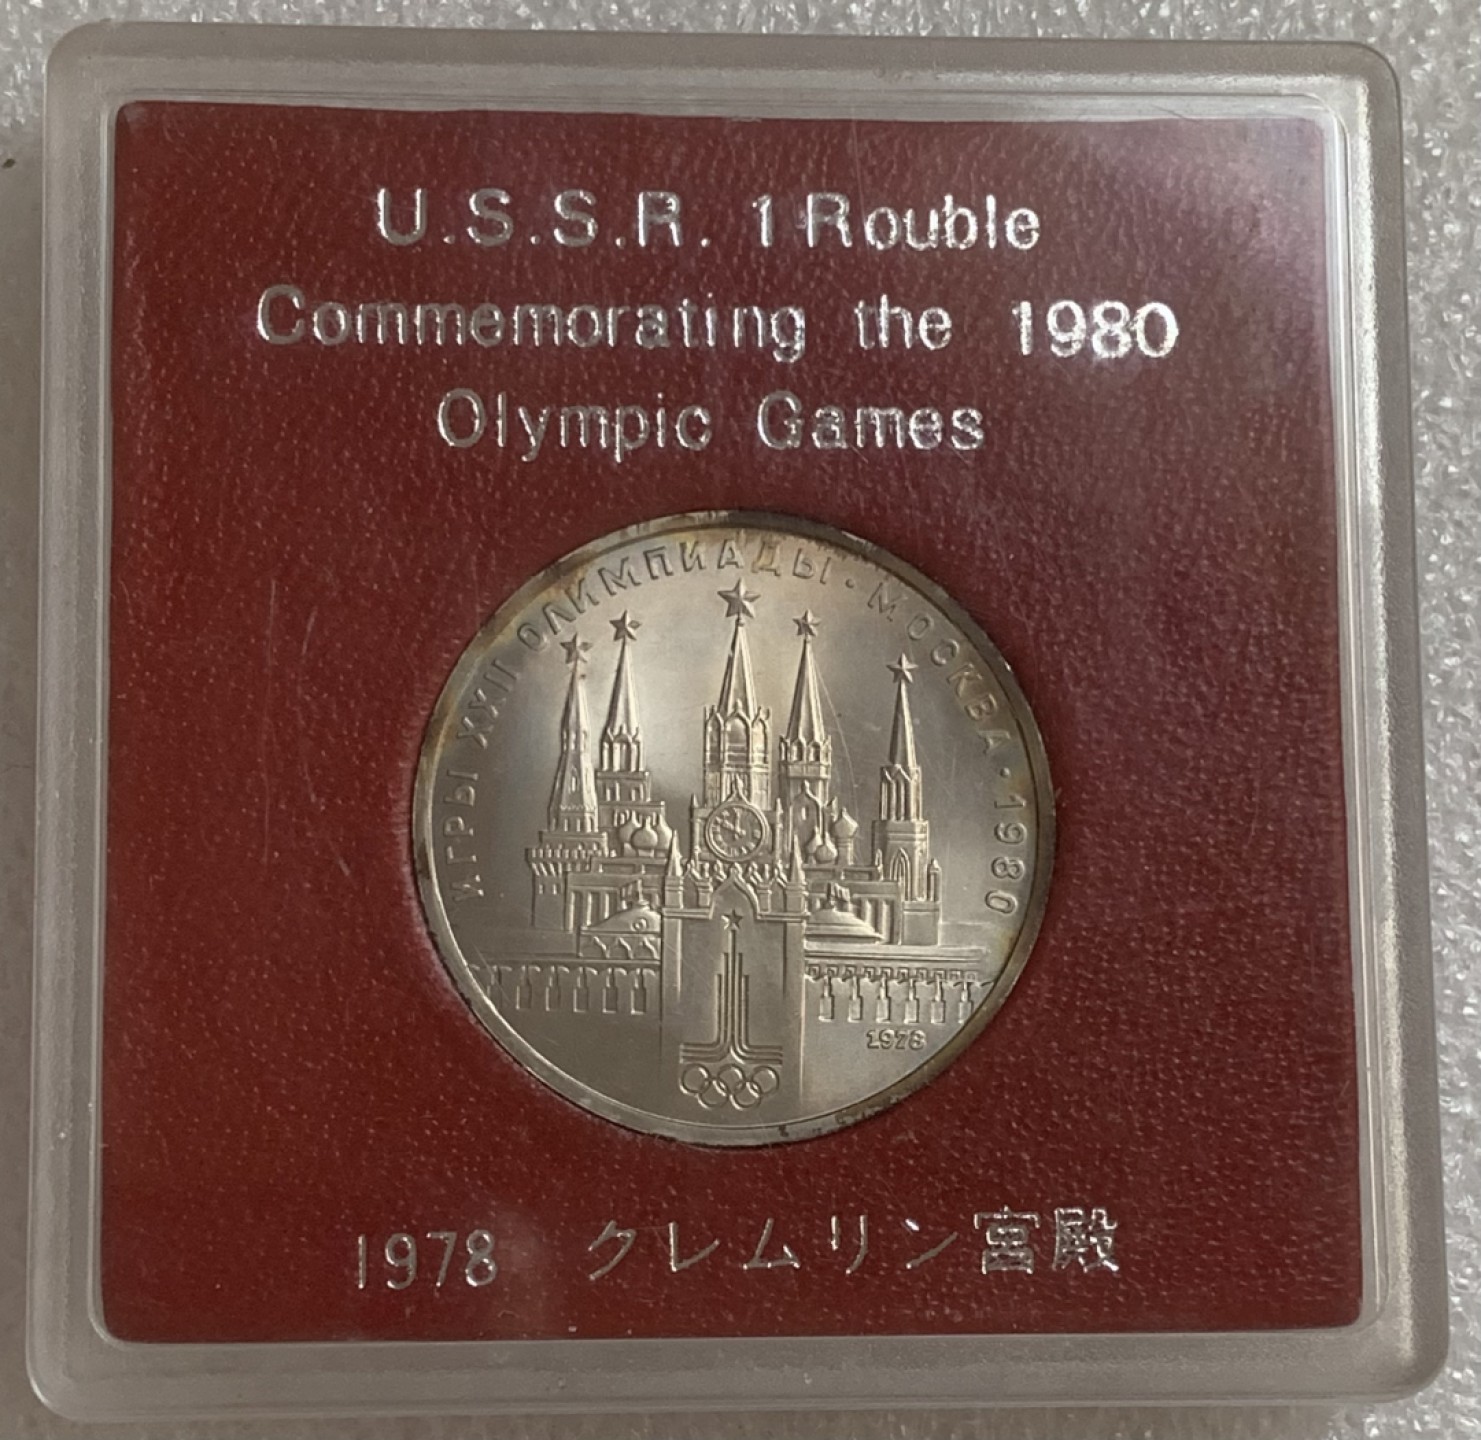 U.S.S.R. 1 Rouble
Commemorating the 1980
Olympic Games
ИГРЫ XXII ОЛИМПИАДЫ · МОСКВА · 1980
1978
1978 クレムリン宮殿